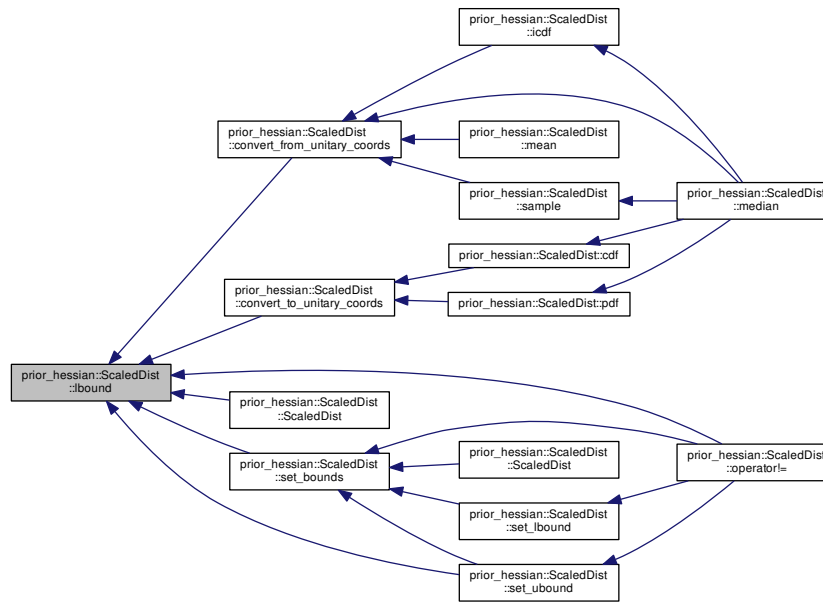 prior_hessian::ScaledDist
::icdf
prior_hessian::ScaledDist
::convert_from_unitary_coords
prior_hessian::ScaledDist
::mean
prior_hessian::ScaledDist
::sample
prior_hessian::ScaledDist
::median
prior_hessian::ScaledDist::cdf
prior_hessian::ScaledDist
::convert_to_unitary_coords
prior_hessian::ScaledDist::pdf
prior_hessian::ScaledDist
::lbound
prior_hessian::ScaledDist
::ScaledDist
prior_hessian::ScaledDist
::set_bounds
prior_hessian::ScaledDist
::ScaledDist
prior_hessian::ScaledDist
::operator!=
prior_hessian::ScaledDist
::set_lbound
prior_hessian::ScaledDist
::set_ubound